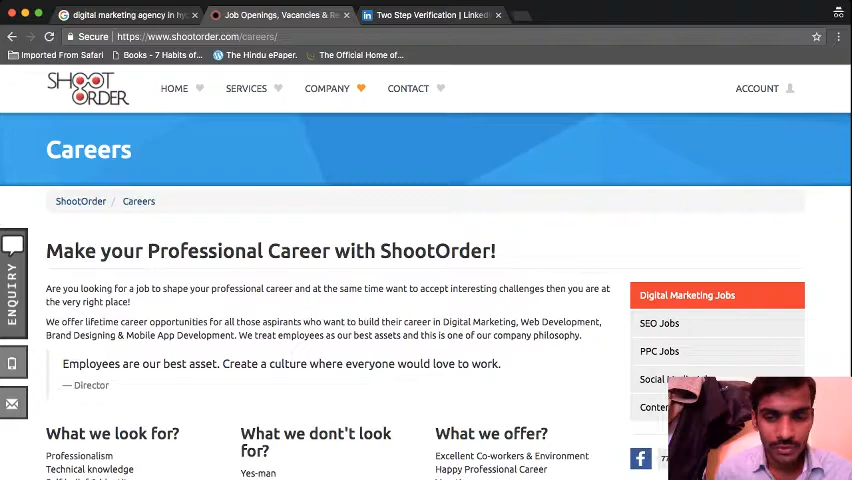 digital marketing agency in hy
Job Openings, Vacancies & Re
Two Step Verification | LinkedI
Secure
https://www.shootorder.com/careers/
Imported From Safari
Books - 7 Habits of...
The Hindu ePaper.
The Official Home of...
SHOOT
ORDER
HOME
SERVICES
COMPANY
CONTACT
ACCOUNT
Careers
ShootOrder / Careers
ENQUIRY
Make your Professional Career with ShootOrder!
Are you looking for a job to shape your professional career and at the same time want to accept interesting challenges then you are at
the very right place!
We offer lifetime career opportunities for all those aspirants who want to build their career in Digital Marketing, Web Development,
Brand Designing & Mobile App Development. We treat employees as our best assets and this is one of our company philosophy.
Employees are our best asset. Create a culture where everyone would love to work.
— Director
Digital Marketing Jobs
SEO Jobs
PPC Jobs
Social
What we look for?
Professionalism
Technical knowledge
What we dont't look
for?
Yes-man
What we offer?
Excellent Co-workers & Environment
Happy Professional Career